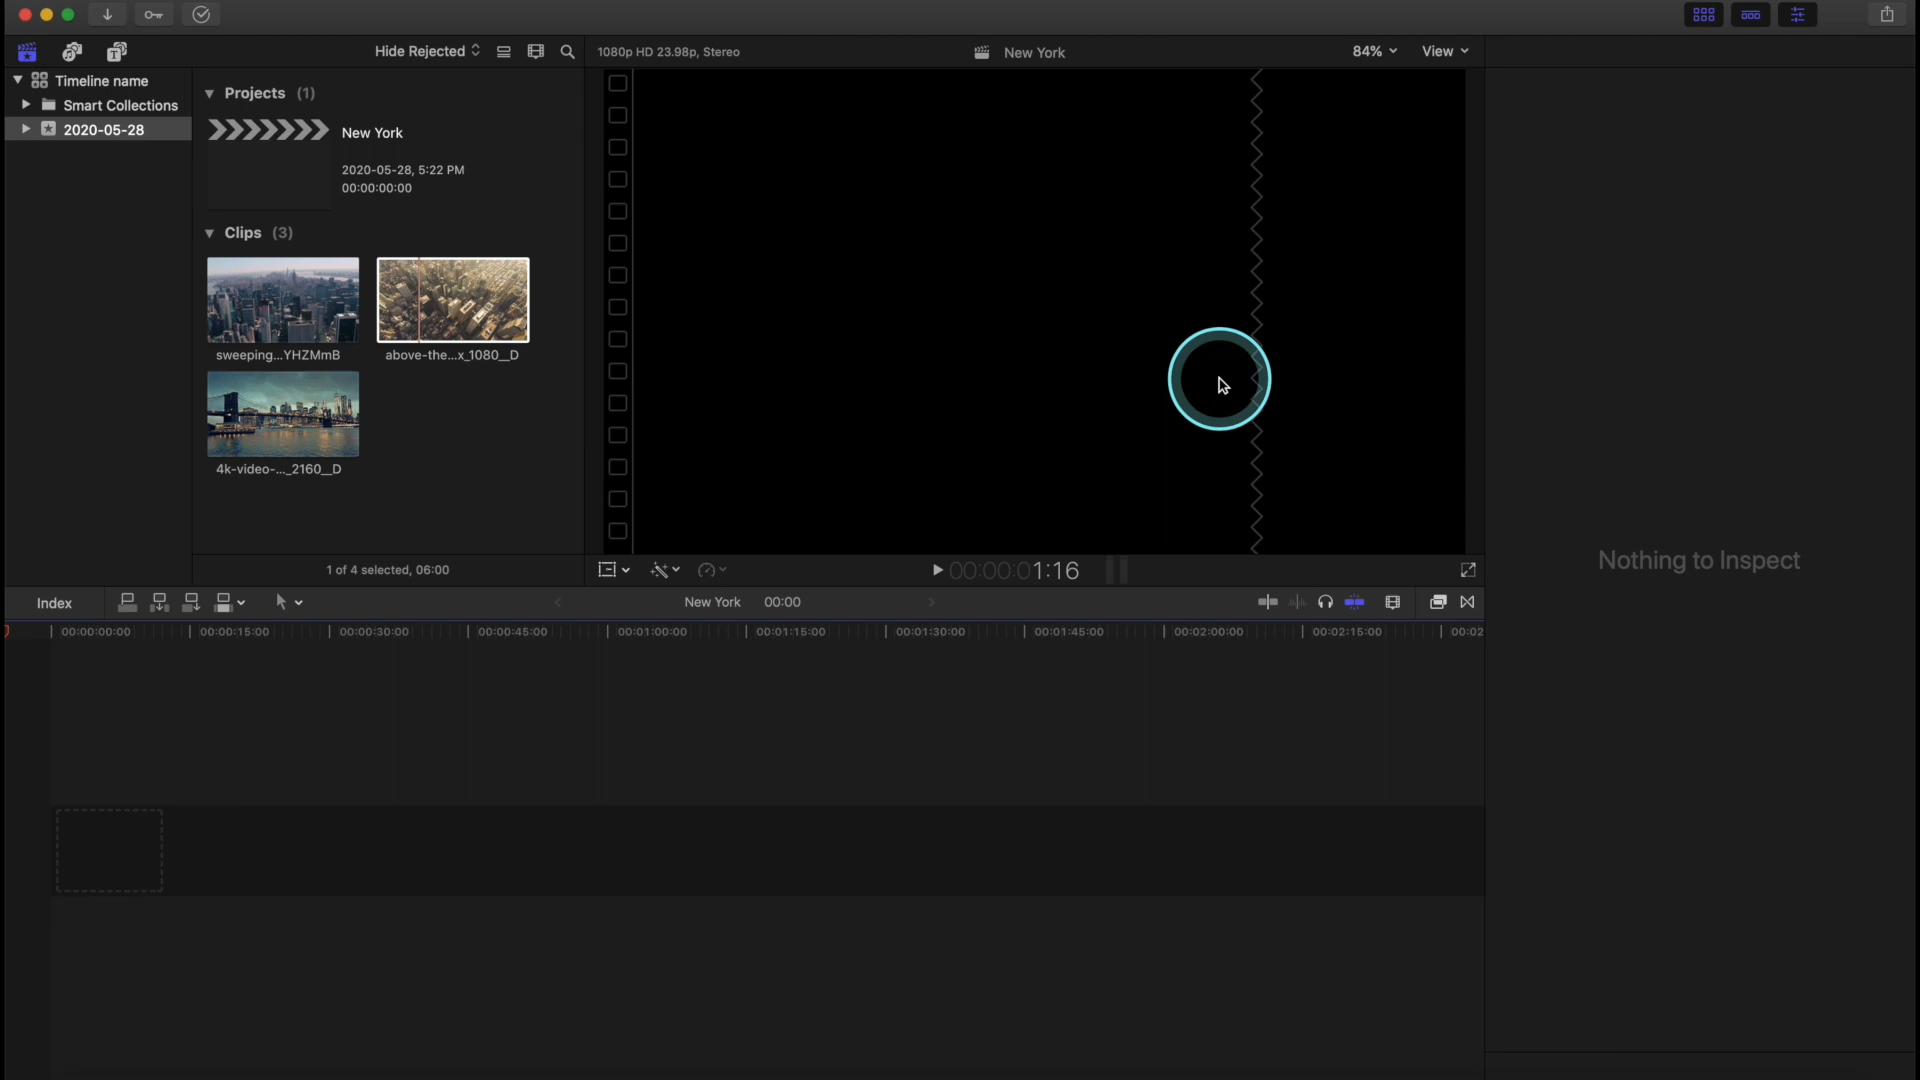 Hide Rejected
1080p HD 23.98p, Stereo
New York
84%
View
Timeline name
Smart Collections
2020-05-28
Projects (1)
New York
2020-05-28, 5:22 PM
00:00:00:00
Clips (3)
sweeping...YHZMmB
above-the...x_1080__D
4k-video-..._2160__D
1 of 4 selected, 06:00
00:00:01:16
Nothing to Inspect
Index
New York
00:00
00:00:00:00
00:00:15:00
00:00:30:00
00:00:45:00
00:01:00:00
00:01:15:00
00:01:30:00
00:01:45:00
00:02:00:00
00:02:15:00
00:02